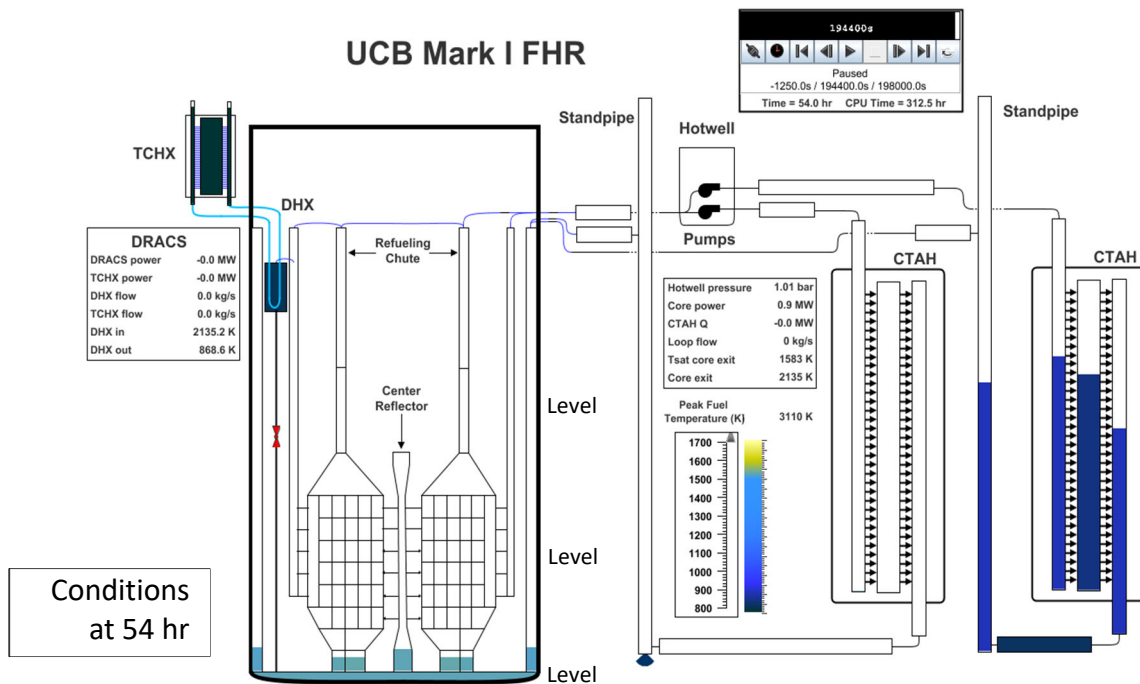 UCB Mark I FHR
194400s
Paused
-1250.0s / 194400.0s / 198000.0s
Time = 54.0 hr CPU Time = 312.5 hr
Standpipe
Hotwell
Standpipe
TCHX
DHX
Refueling
Chute
Pumps
CTAH
CTAH
DRACS
DRACS power -0.0 MW
TCHX power -0.0 MW
DHX flow 0.0 kg/s
TCHX flow 0.0 kg/s
DHX in 2135.2 K
DHX out 868.6 K
Hotwell pressure 1.01 bar
Core power 0.9 MW
CTAH Q -0.0 MW
Loop flow 0 kg/s
Tsat core exit 1583 K
Core exit 2135 K
Center
Reflector
Level
Peak Fuel
Temperature (K) 3110 K
1700
1600
1500
1400
1300
1200
1100
1000
900
800
Level
Conditions
at 54 hr
Level